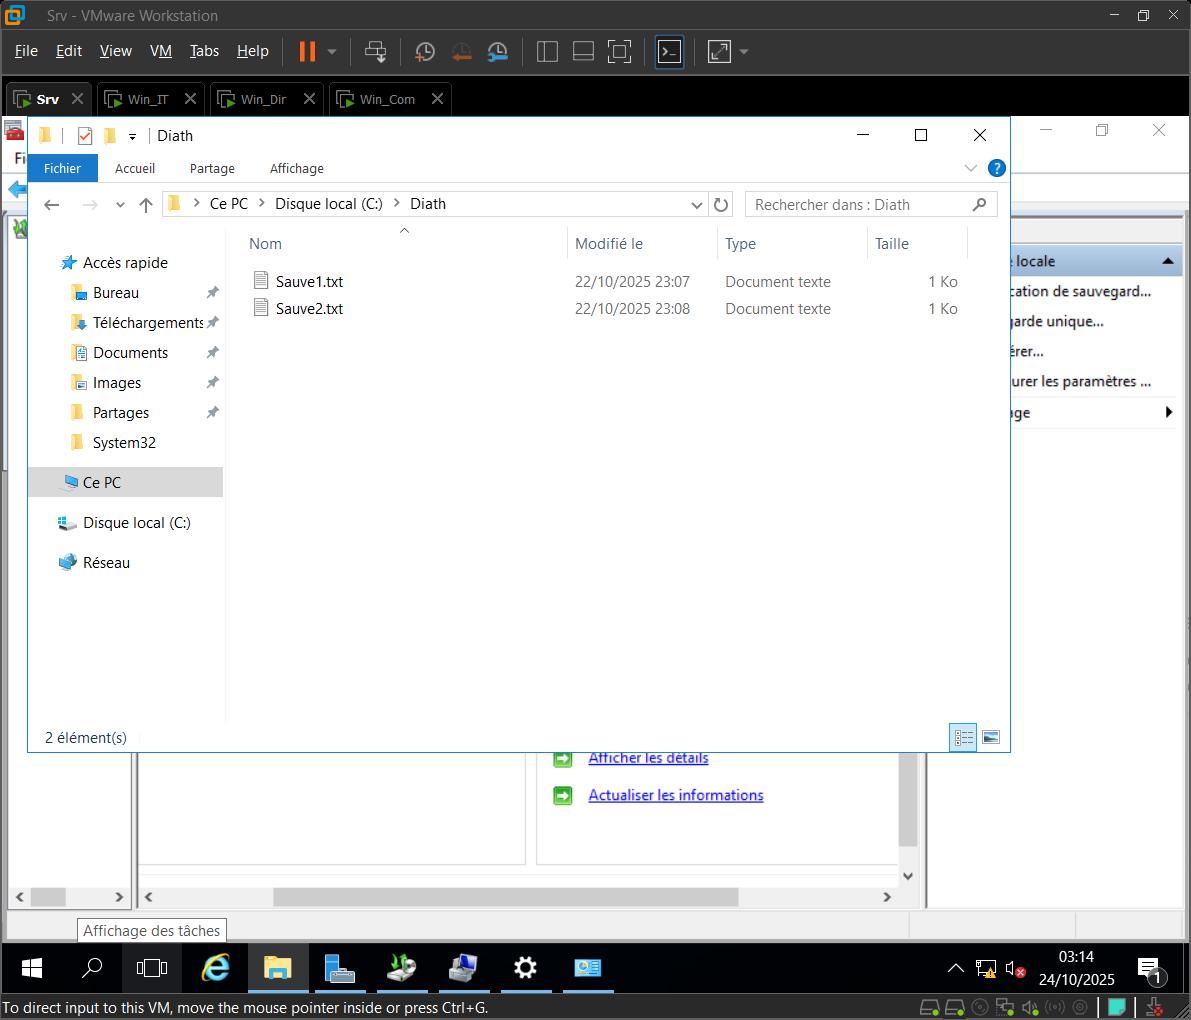 Srv - VMware Workstation
File Edit View VM Tabs Help
Srv Win_IT Win_Dir Win_Com
Diath
Fichier Accueil Partage Affichage
Ce PC Disque local (C:) Diath
Rechercher dans : Diath
Nom Modifié le Type Taille
Sauve1.txt 22/10/2025 23:07 Document texte 1 Ko
Sauve2.txt 22/10/2025 23:08 Document texte 1 Ko
Accès rapide
Bureau
Téléchargements
Documents
Images
Partages
System32
Ce PC
Disque local (C:)
Réseau
2 élément(s)
locale
cation de sauvegard...
arde unique...
érer...
urer les paramètres ...
age
Afficher les détails
Actualiser les informations
Affichage des tâches
03:14
24/10/2025
1
To direct input to this VM, move the mouse pointer inside or press Ctrl+G.